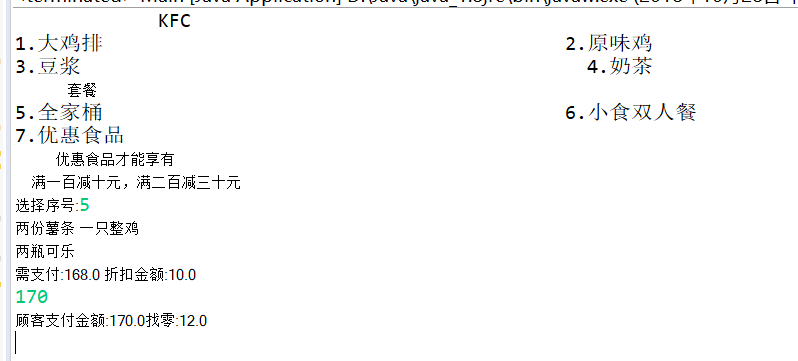 KFC
1.大鸡排 2.原味鸡
3.豆浆 4.奶茶
套餐
5.全家桶 6.小食双人餐
7.优惠食品
优惠食品才能享有
满一百减十元，满二百减三十元
选择序号:5
两份薯条 一只整鸡
两瓶可乐
需支付:168.0 折扣金额:10.0
170
顾客支付金额:170.0找零:12.0